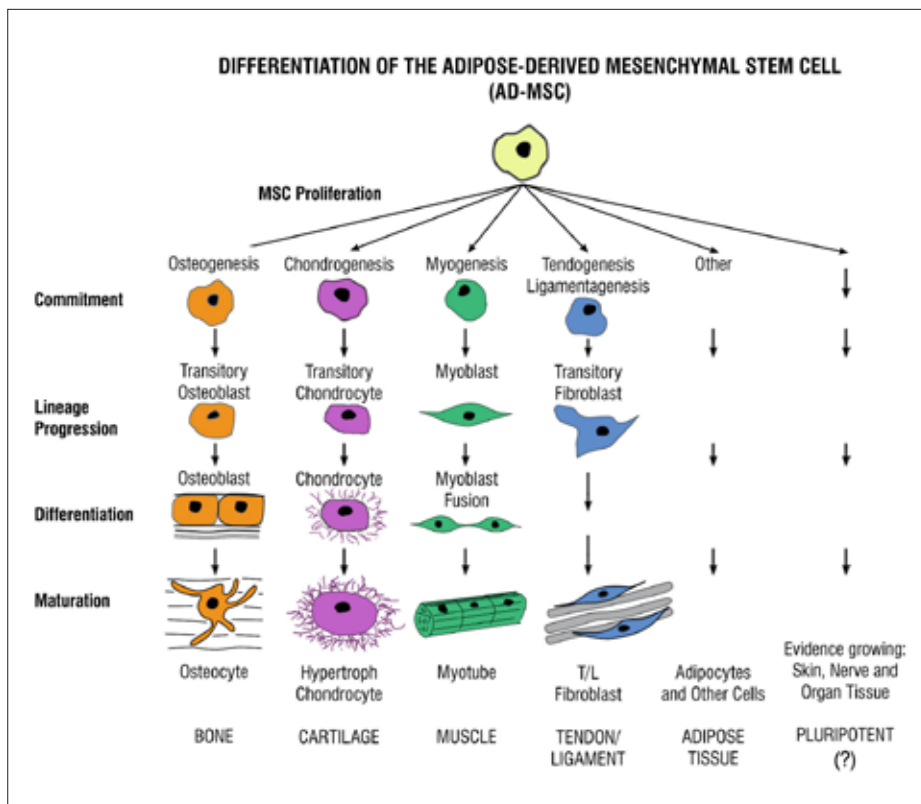 DIFFERENTIATION OF THE ADIPOSE-DERIVED MESENCHYMAL STEM CELL
(AD-MSC)
MSC Proliferation
Osteogenesis
Chondrogenesis
Myogenesis
Tendogenesis
Ligamentagenesis
Other
Commitment
Transitory
Osteoblast
Transitory
Chondrocyte
Myoblast
Transitory
Fibroblast
Lineage
Progression
Osteoblast
Chondrocyte
Myoblast
Fusion
Differentiation
Maturation
Osteocyte
Hypertroph
Chondrocyte
Myotube
T/L
Fibroblast
Adipocytes
and Other Cells
Evidence growing:
Skin, Nerve and
Organ Tissue
BONE
CARTILAGE
MUSCLE
TENDON/
LIGAMENT
ADIPOSE
TISSUE
PLURIPOTENT
(?)